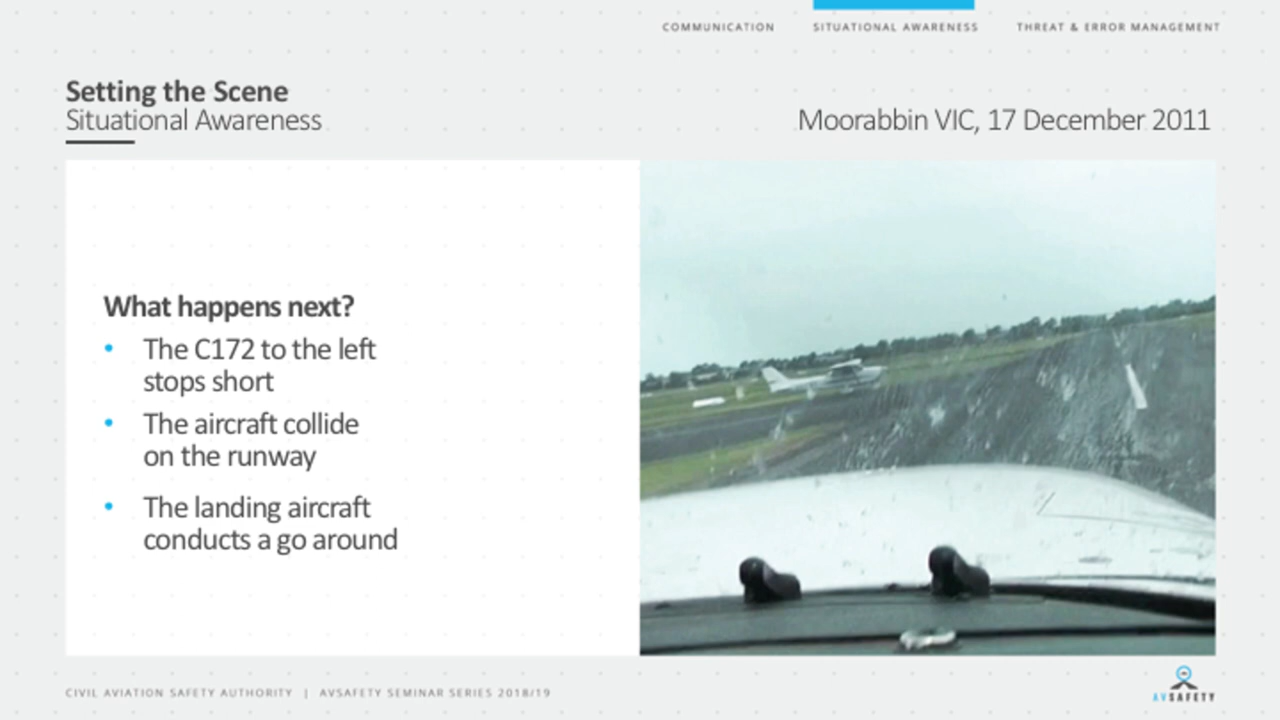 COMMUNICATION
SITUATIONAL AWARENESS
THREAT & ERROR MANAGEMENT
Setting the Scene
Situational Awareness
Moorabbin VIC, 17 December 2011
What happens next?
• The C172 to the left
stops short
• The aircraft collide
on the runway
• The landing aircraft
conducts a go around
CIVIL AVIATION SAFETY AUTHORITY | AVSAFETY SEMINAR SERIES 2018/19
AVSAFETY